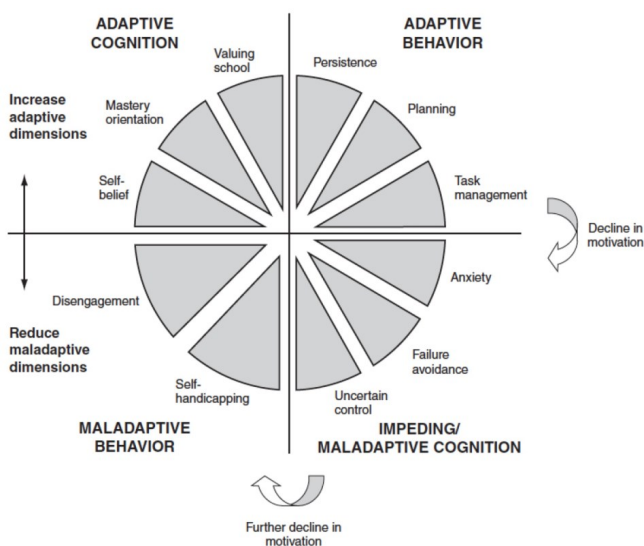 ADAPTIVE
COGNITION
ADAPTIVE
BEHAVIOR
Valuing
school
Persistence
Increase
adaptive
dimensions
Mastery
orientation
Planning
Self-
belief
Task
management
Decline in
motivation
Anxiety
Disengagement
Reduce
maladaptive
dimensions
Failure
avoidance
Self-
handicapping
Uncertain
control
MALADAPTIVE
BEHAVIOR
IMPEDING/
MALADAPTIVE COGNITION
Further decline in
motivation